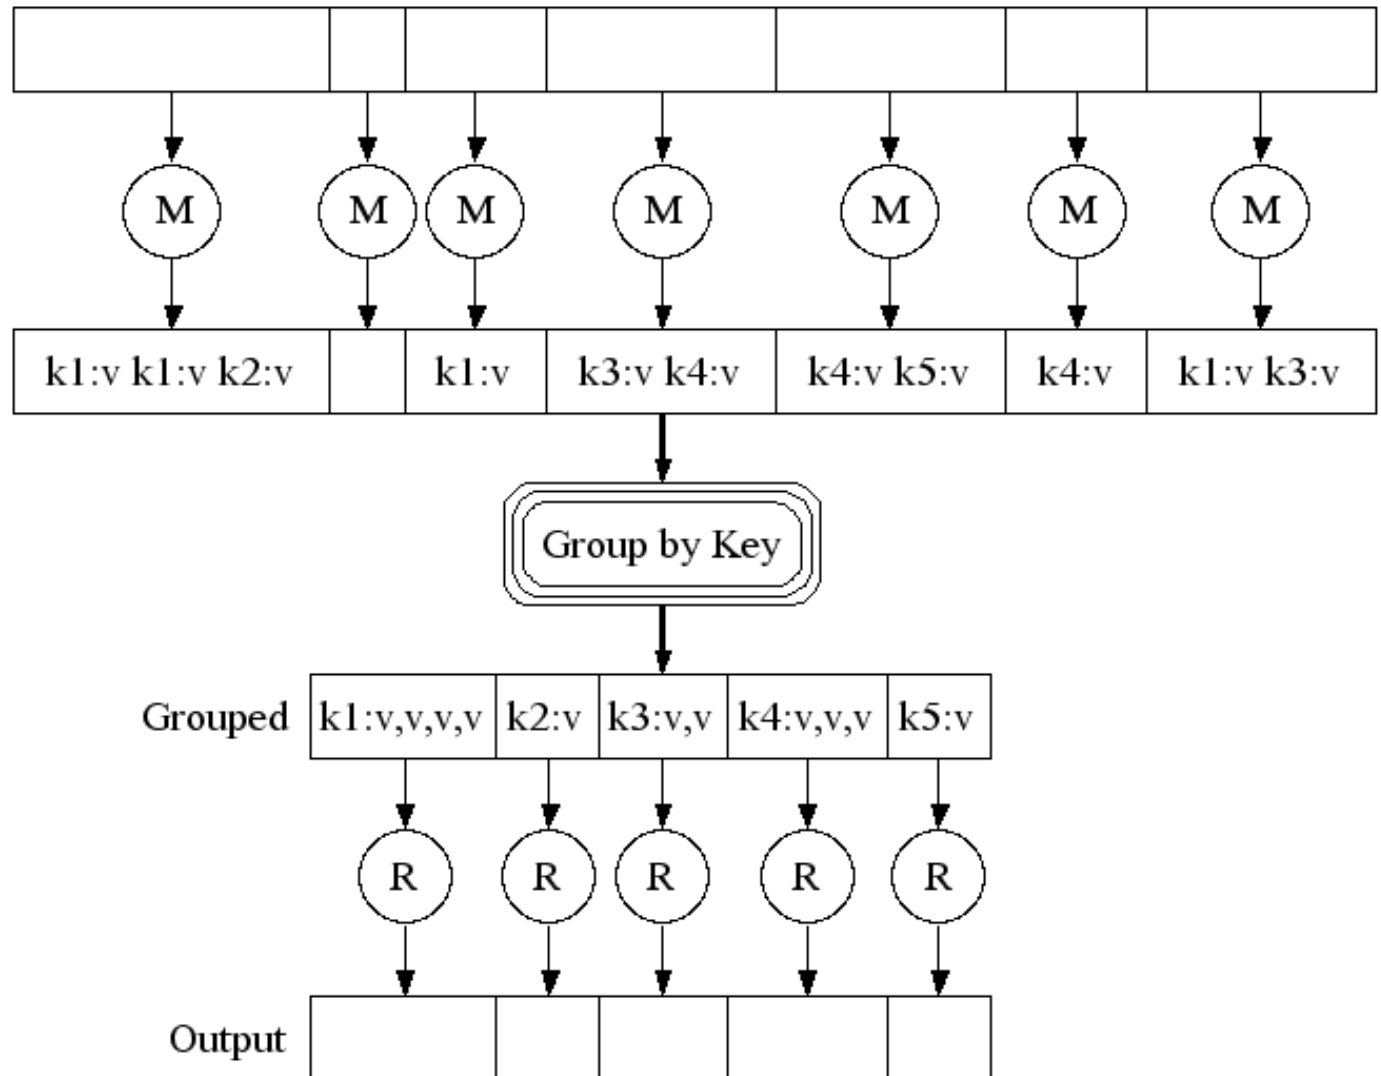 M M M M M M M
k1:v k1:v k2:v k1:v k3:v k4:v k4:v k5:v k4:v k1:v k3:v
Group by Key
Grouped k1:v,v,v,v k2:v k3:v,v k4:v,v,v k5:v
R R R R R
Output